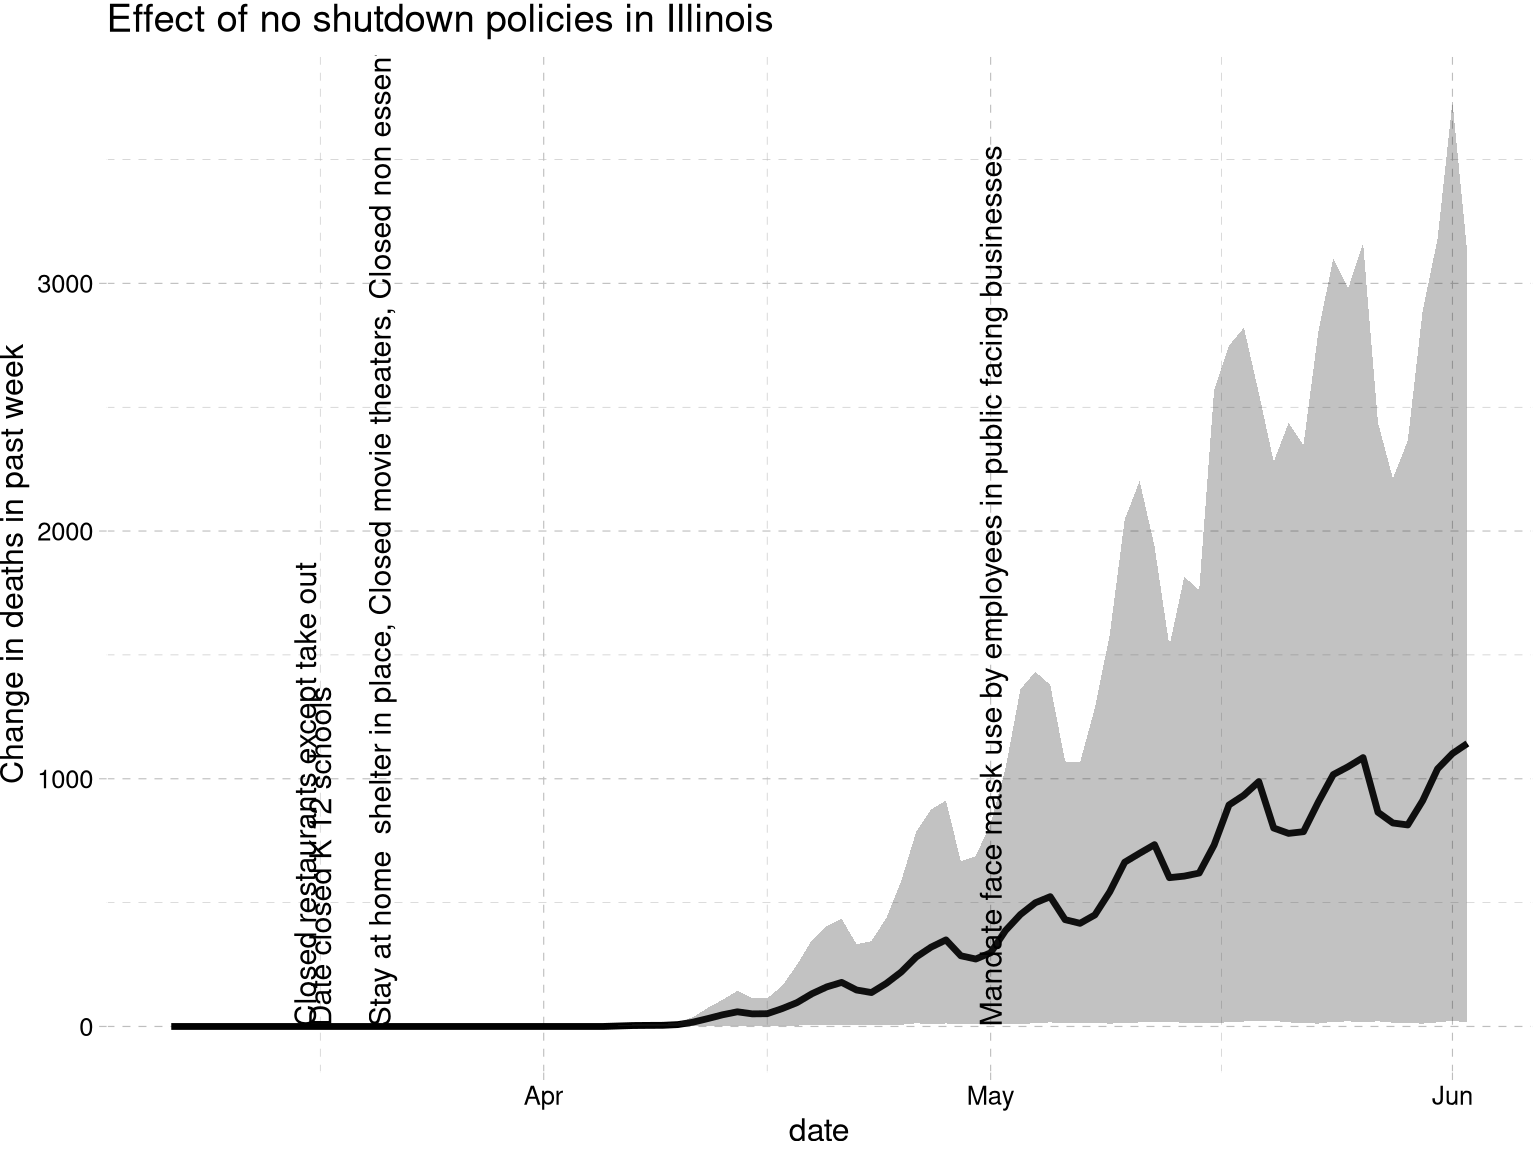 Effect of no shutdown policies in Illinois
Change in deaths in past week
3000
2000
1000
0
Closed restaurants except take out
Date closed K 12 schools
Stay at home  shelter in place, Closed movie theaters, Closed non essen
Mandate face mask use by employees in public facing businesses
Apr
May
Jun
date